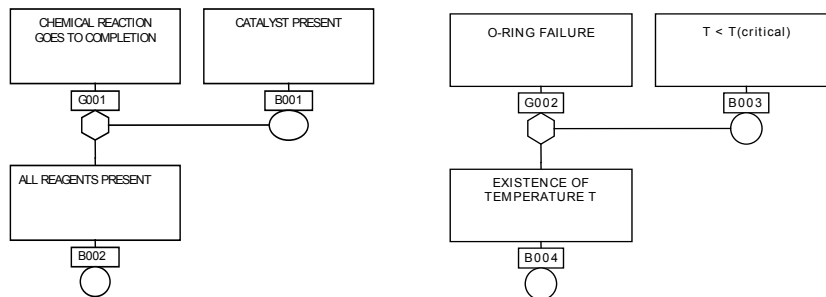 CHEMICAL REACTION
GOES TO COMPLETION
CATALYST PRESENT
G001
B001
ALL REAGENTS PRESENT
B002
O-RING FAILURE
T < T(critical)
G002
B003
EXISTENCE OF
TEMPERATURE T
B004